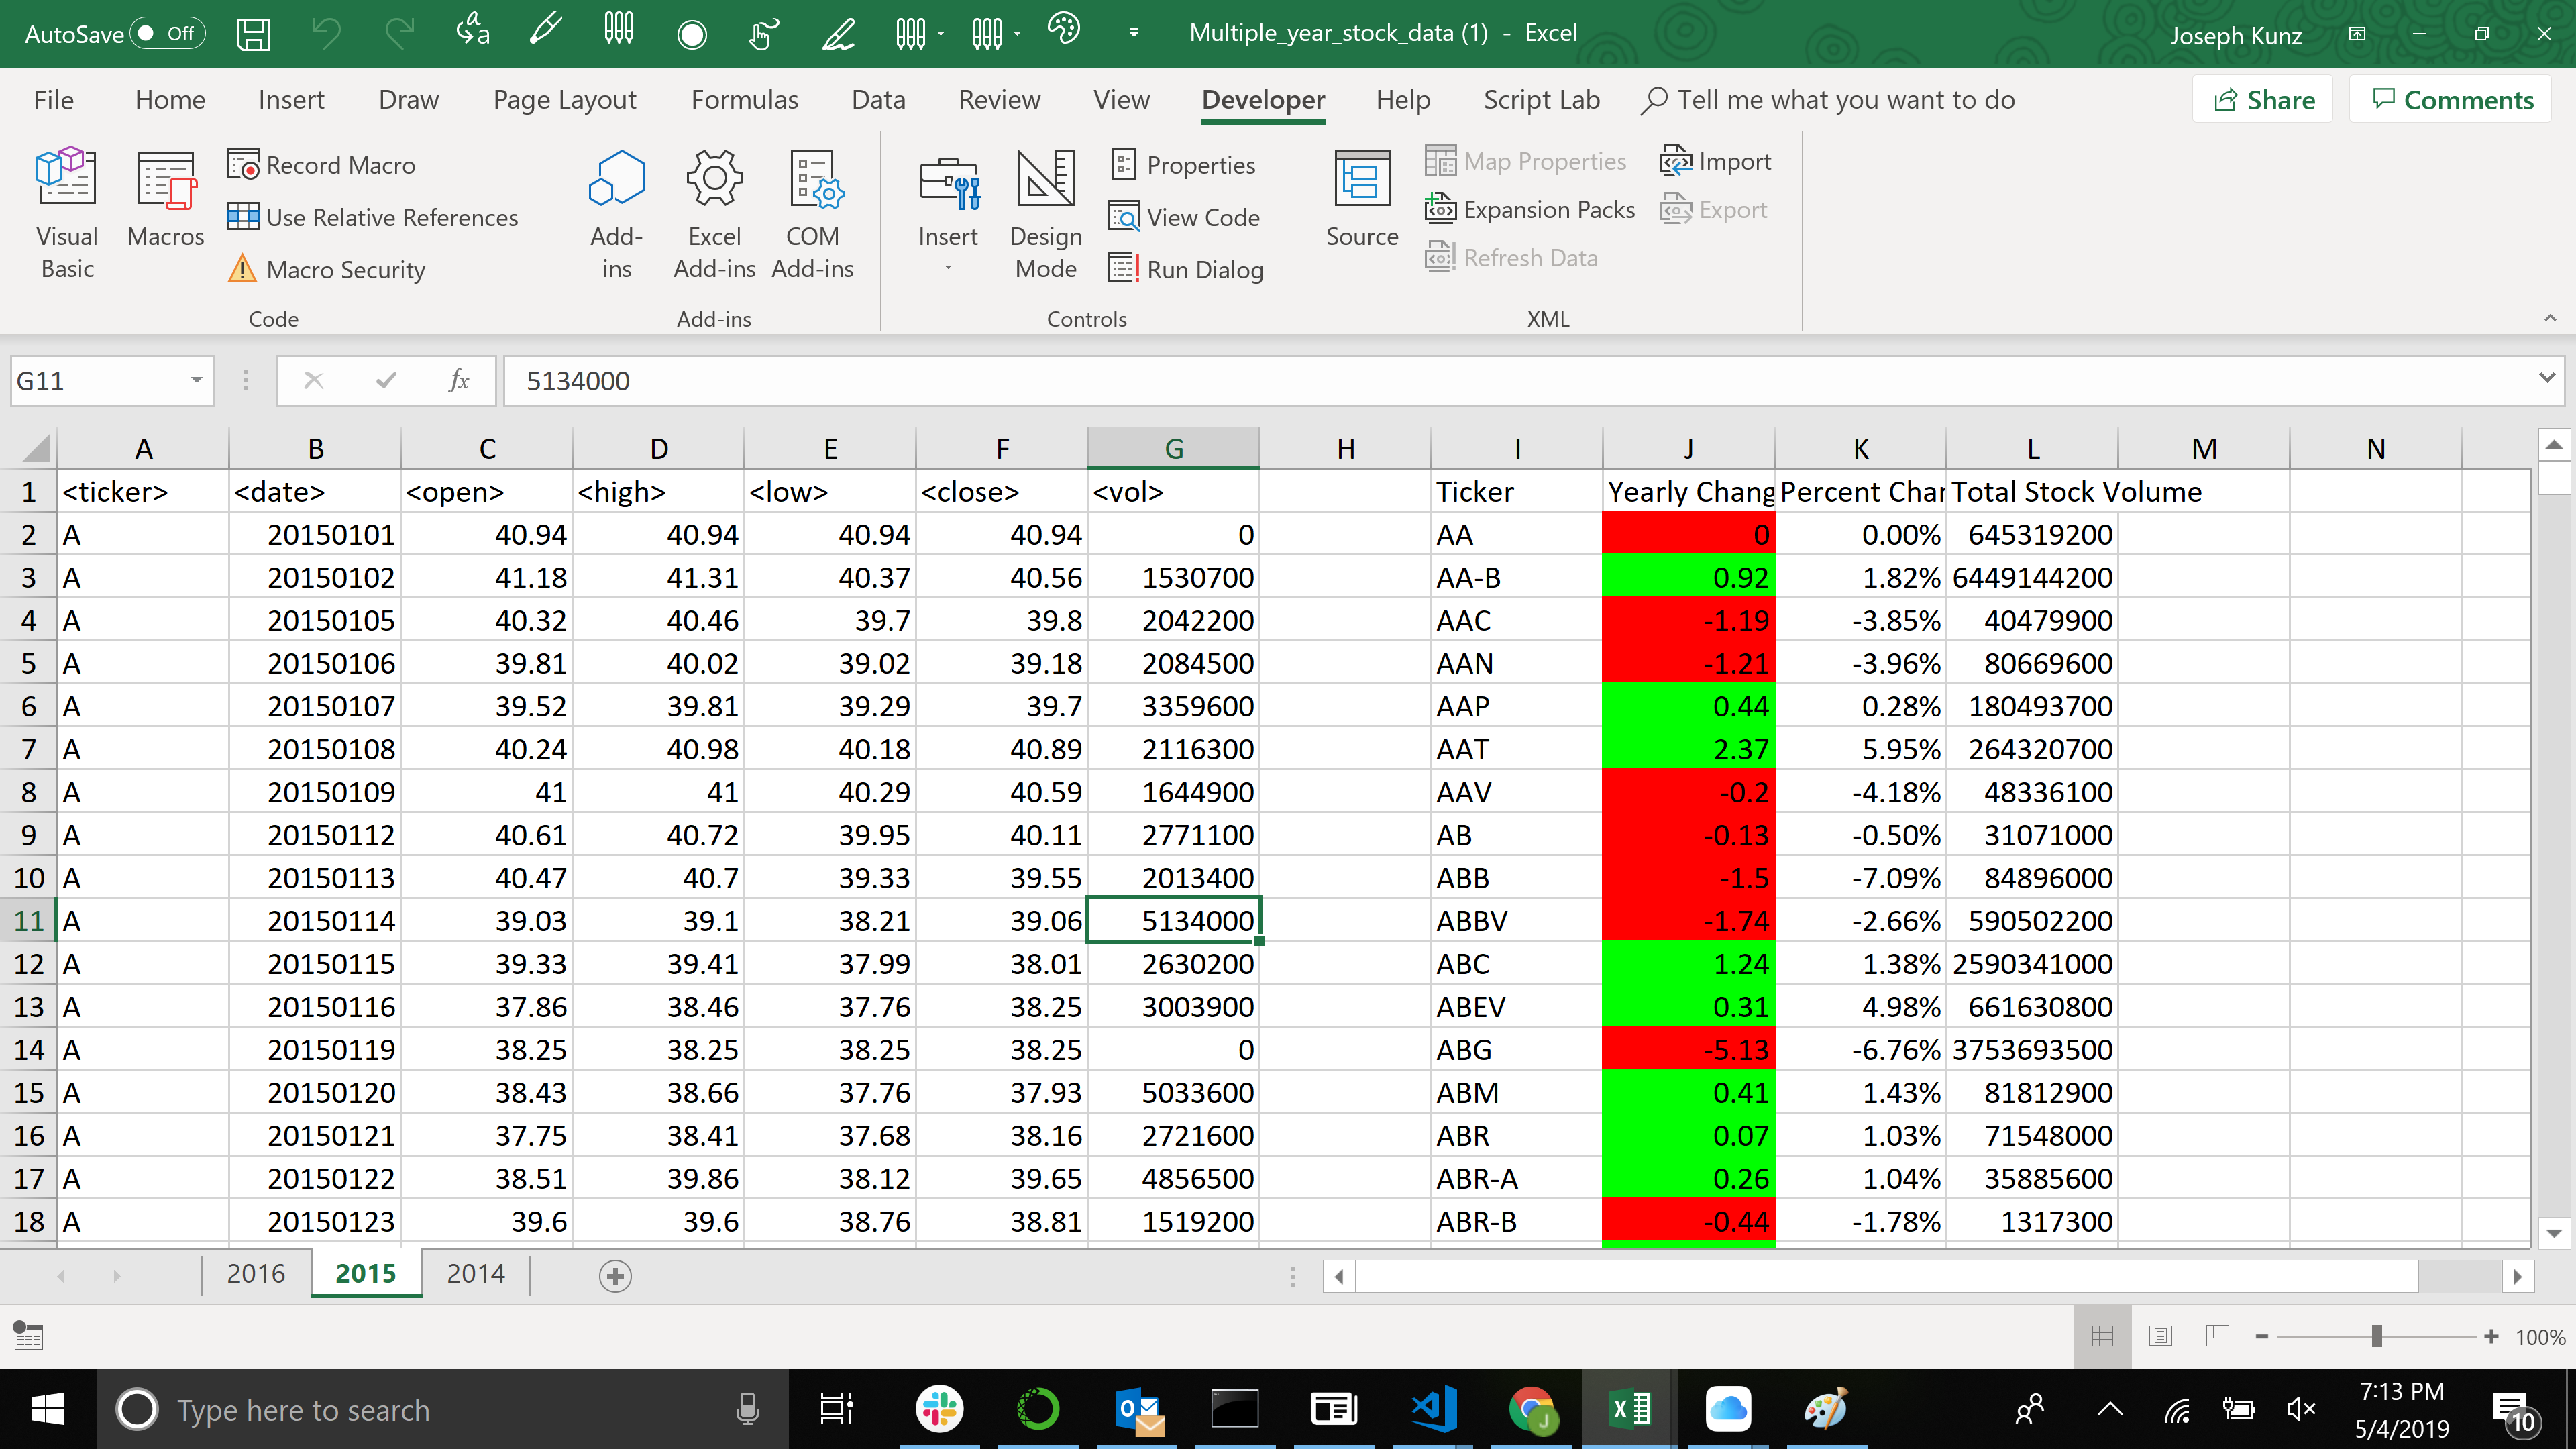 AutoSave Off Multiple_year_stock_data (1) - Excel Joseph Kunz
File Home Insert Draw Page Layout Formulas Data Review View Developer Help Script Lab Tell me what you want to do Share Comments
Visual Basic
Macros
Record Macro
Use Relative References
Macro Security
Code
Add-ins
Excel Add-ins
COM Add-ins
Add-ins
Insert
Design Mode
Properties
View Code
Run Dialog
Controls
Source
Map Properties
Expansion Packs
Refresh Data
Import
Export
XML
G11 fx 5134000
A B C D E F G H I J K L M N
1 <ticker> <date> <open> <high> <low> <close> <vol> Ticker Yearly Chang Percent Char Total Stock Volume
2 A 20150101 40.94 40.94 40.94 40.94 0 AA 0 0.00% 645319200
3 A 20150102 41.18 41.31 40.37 40.56 1530700 AA-B 0.92 1.82% 6449144200
4 A 20150105 40.32 40.46 39.7 39.8 2042200 AAC -1.19 -3.85% 40479900
5 A 20150106 39.81 40.02 39.02 39.18 2084500 AAN -1.21 -3.96% 80669600
6 A 20150107 39.52 39.81 39.29 39.7 3359600 AAP 0.44 0.28% 180493700
7 A 20150108 40.24 40.98 40.18 40.89 2116300 AAT 2.37 5.95% 264320700
8 A 20150109 41 41 40.29 40.59 1644900 AAV -0.2 -4.18% 48336100
9 A 20150112 40.61 40.72 39.95 40.11 2771100 AB -0.13 -0.50% 31071000
10 A 20150113 40.47 40.7 39.33 39.55 2013400 ABB -1.5 -7.09% 84896000
11 A 20150114 39.03 39.1 38.21 39.06 5134000 ABBV -1.74 -2.66% 590502200
12 A 20150115 39.33 39.41 37.99 38.01 2630200 ABC 1.24 1.38% 2590341000
13 A 20150116 37.86 38.46 37.76 38.25 3003900 ABEV 0.31 4.98% 661630800
14 A 20150119 38.25 38.25 38.25 38.25 0 ABG -5.13 -6.76% 3753693500
15 A 20150120 38.43 38.66 37.76 37.93 5033600 ABM 0.41 1.43% 81812900
16 A 20150121 37.75 38.41 37.68 38.16 2721600 ABR 0.07 1.03% 71548000
17 A 20150122 38.51 39.86 38.12 39.65 4856500 ABR-A 0.26 1.04% 35885600
18 A 20150123 39.6 39.6 38.76 38.81 1519200 ABR-B -0.44 -1.78% 1317300
2016 2015 2014
100%
Type here to search
7:13 PM
5/4/2019
10